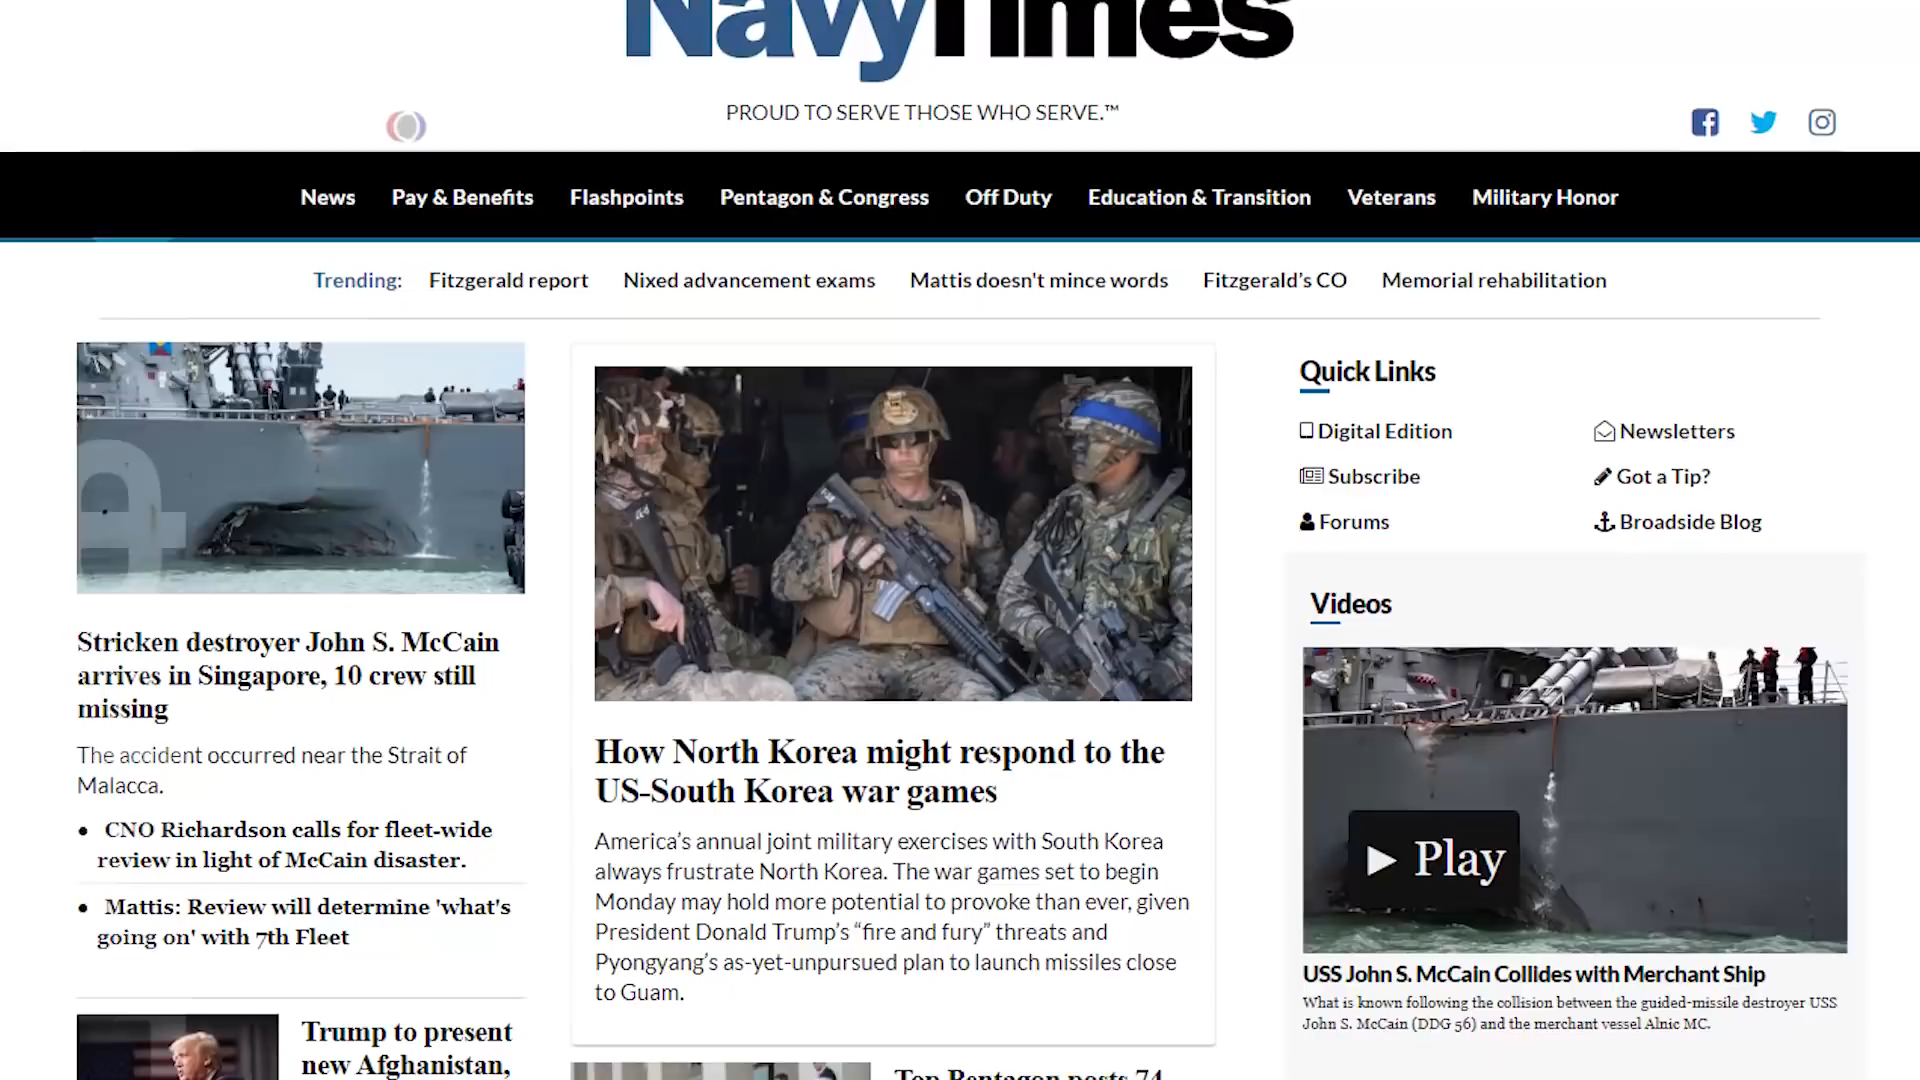 NavyTimes
PROUD TO SERVE THOSE WHO SERVE.™
News Pay & Benefits Flashpoints Pentagon & Congress Off Duty Education & Transition Veterans Military Honor
Trending: Fitzgerald report Nixed advancement exams Mattis doesn't mince words Fitzgerald's CO Memorial rehabilitation
Stricken destroyer John S. McCain
arrives in Singapore, 10 crew still
missing
The accident occurred near the Strait of
Malacca.
• CNO Richardson calls for fleet-wide
review in light of McCain disaster.
• Mattis: Review will determine 'what's
going on' with 7th Fleet
Trump to present
new Afghanistan,
How North Korea might respond to the
US-South Korea war games
America’s annual joint military exercises with South Korea
always frustrate North Korea. The war games set to begin
Monday may hold more potential to provoke than ever, given
President Donald Trump’s “fire and fury” threats and
Pyongyang’s as-yet-unpursued plan to launch missiles close
to Guam.
Top Pentagon posts 74
Quick Links
Digital Edition Newsletters
Subscribe Got a Tip?
Forums Broadside Blog
Videos
Play
USS John S. McCain Collides with Merchant Ship
What is known following the collision between the guided-missile destroyer USS
John S. McCain (DDG 56) and the merchant vessel Alnic MC.